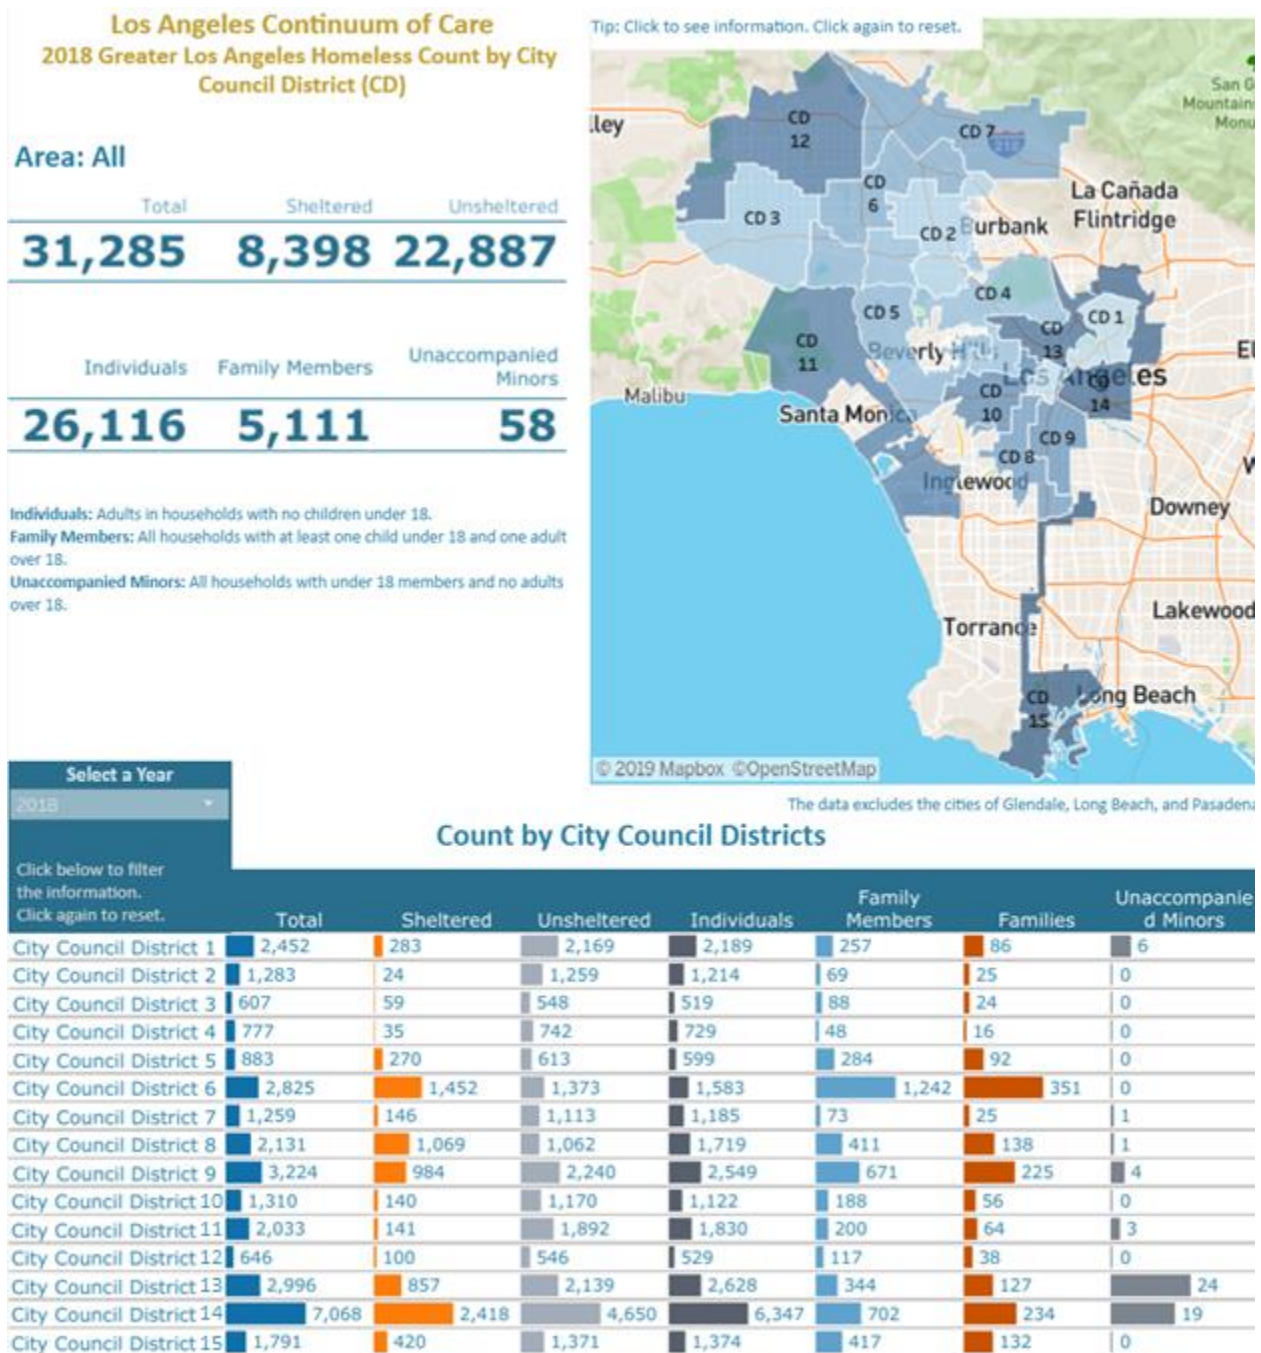 Los Angeles Continuum of Care
2018 Greater Los Angeles Homeless Count by City
Council District (CD)
Area: All
Total Sheltered Unsheltered
31,285 8,398 22,887
Individuals Family Members Unaccompanied
Minors
26,116 5,111 58
Individuals: Adults in households with no children under 18.
Family Members: All households with at least one child under 18 and one adult
over 18.
Unaccompanied Minors: All households with under 18 members and no adults
over 18.
Tip: Click to see information. Click again to reset.
San G
Mountain
Monu
lley
CD
12
CD 7
210
CD
6
La Cañada
Flintridge
CD 3
CD 2
Burbank
CD 4
CD 5
CD 1
CD
11
Beverly Hills
CD
13
El
Los Angeles
Malibu
CD
10
CD
14
Santa Monica
CD 9
CD 8
Inglewood
W
Downey
Lakewood
Torrance
CD
15
Long Beach
© 2019 Mapbox ©OpenStreetMap
The data excludes the cities of Glendale, Long Beach, and Pasadena
Select a Year
2018
Click below to filter
the information.
Click again to reset.
Count by City Council Districts
Total Sheltered Unsheltered Individuals Family
Members Families Unaccompanie
d Minors
City Council District 1 2,452 283 2,169 2,189 257 86 6
City Council District 2 1,283 24 1,259 1,214 69 25 0
City Council District 3 607 59 548 519 88 24 0
City Council District 4 777 35 742 729 48 16 0
City Council District 5 883 270 613 599 284 92 0
City Council District 6 2,825 1,452 1,373 1,583 1,242 351 0
City Council District 7 1,259 146 1,113 1,185 73 25 1
City Council District 8 2,131 1,069 1,062 1,719 411 138 1
City Council District 9 3,224 984 2,240 2,549 671 225 4
City Council District 10 1,310 140 1,170 1,122 188 56 0
City Council District 11 2,033 141 1,892 1,830 200 64 3
City Council District 12 646 100 546 529 117 38 0
City Council District 13 2,996 857 2,139 2,628 344 127 24
City Council District 14 7,068 2,418 4,650 6,347 702 234 19
City Council District 15 1,791 420 1,371 1,374 417 132 0